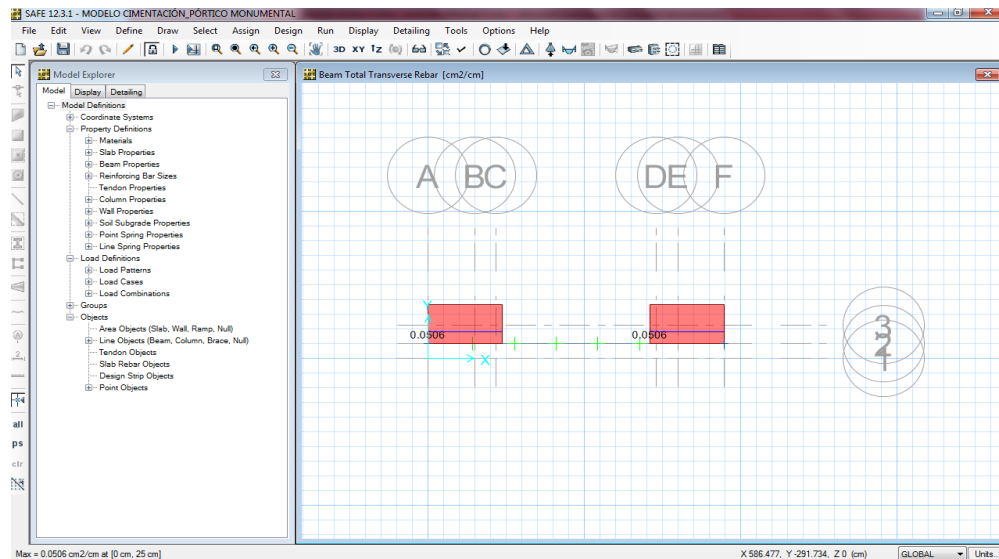 SAFE 12.3.1 - MODELO CIMENTACIÓN_PÓRTICO MONUMENTAL
File Edit View Define Draw Select Assign Design Run Display Detailing Tools Options Help
3D XY
Model Explorer
Model Display Detailing
Model Definitions
Coordinate Systems
Property Definitions
Materials
Slab Properties
Beam Properties
Reinforcing Bar Sizes
Tendon Properties
Column Properties
Wall Properties
Soil Subgrade Properties
Point Spring Properties
Line Spring Properties
Load Definitions
Load Patterns
Load Cases
Load Combinations
Groups
Objects
Area Objects (Slab, Wall, Ramp, Null)
Line Objects (Beam, Column, Brace, Null)
Tendon Objects
Slab Rebar Objects
Design Strip Objects
Point Objects
all
ps
clr
Beam Total Transverse Rebar [cm2/cm]
A B C D E F
Y
0.0506 0.0506
X
3
1
Max = 0.0506 cm2/cm at [0 cm, 25 cm]
X 586.477, Y -291.734, Z 0 (cm)
GLOBAL
Units...